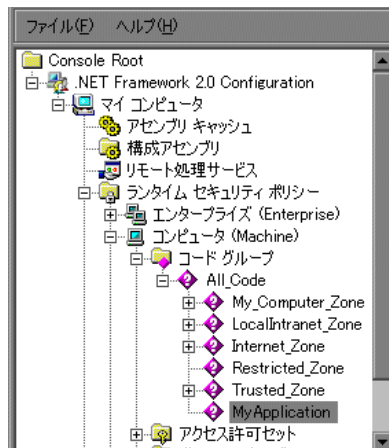 ファイル(F) ヘルプ(H)
Console Root
.NET Framework 2.0 Configuration
マイ コンピュータ
アセンブリ キャッシュ
構成アセンブリ
リモート処理サービス
ランタイム セキュリティ ポリシー
エンタープライズ (Enterprise)
コンピュータ (Machine)
コード グループ
All_Code
My_Computer_Zone
LocalIntranet_Zone
Internet_Zone
Restricted_Zone
Trusted_Zone
MyApplication
アクセス許可セット